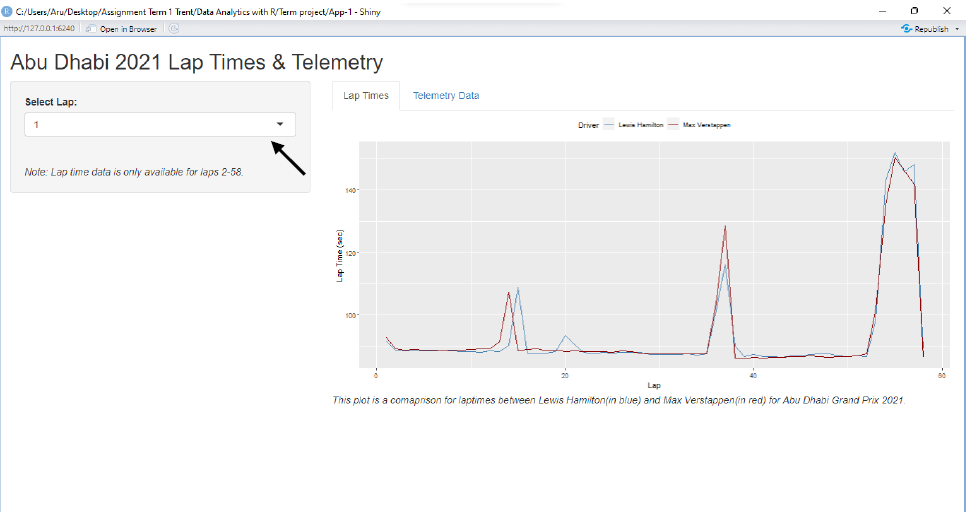 C:/Users/Aru/Desktop/Assignment Term 1 Trent/Data Analytics with R/Term project/App-1 - Shiny
http://127.0.0.1:6240 Open in Browser Republish
Abu Dhabi 2021 Lap Times & Telemetry
Select Lap:
1
Note: Lap time data is only available for laps 2-58.
Lap Times Telemetry Data
Driver Lewis Hamilton Max Verstappen
Lap Time (sec)
140
120
100
0 20 40 60
Lap
This plot is a comaprison for laptimes between Lewis Hamilton(in blue) and Max Verstappen(in red) for Abu Dhabi Grand Prix 2021.